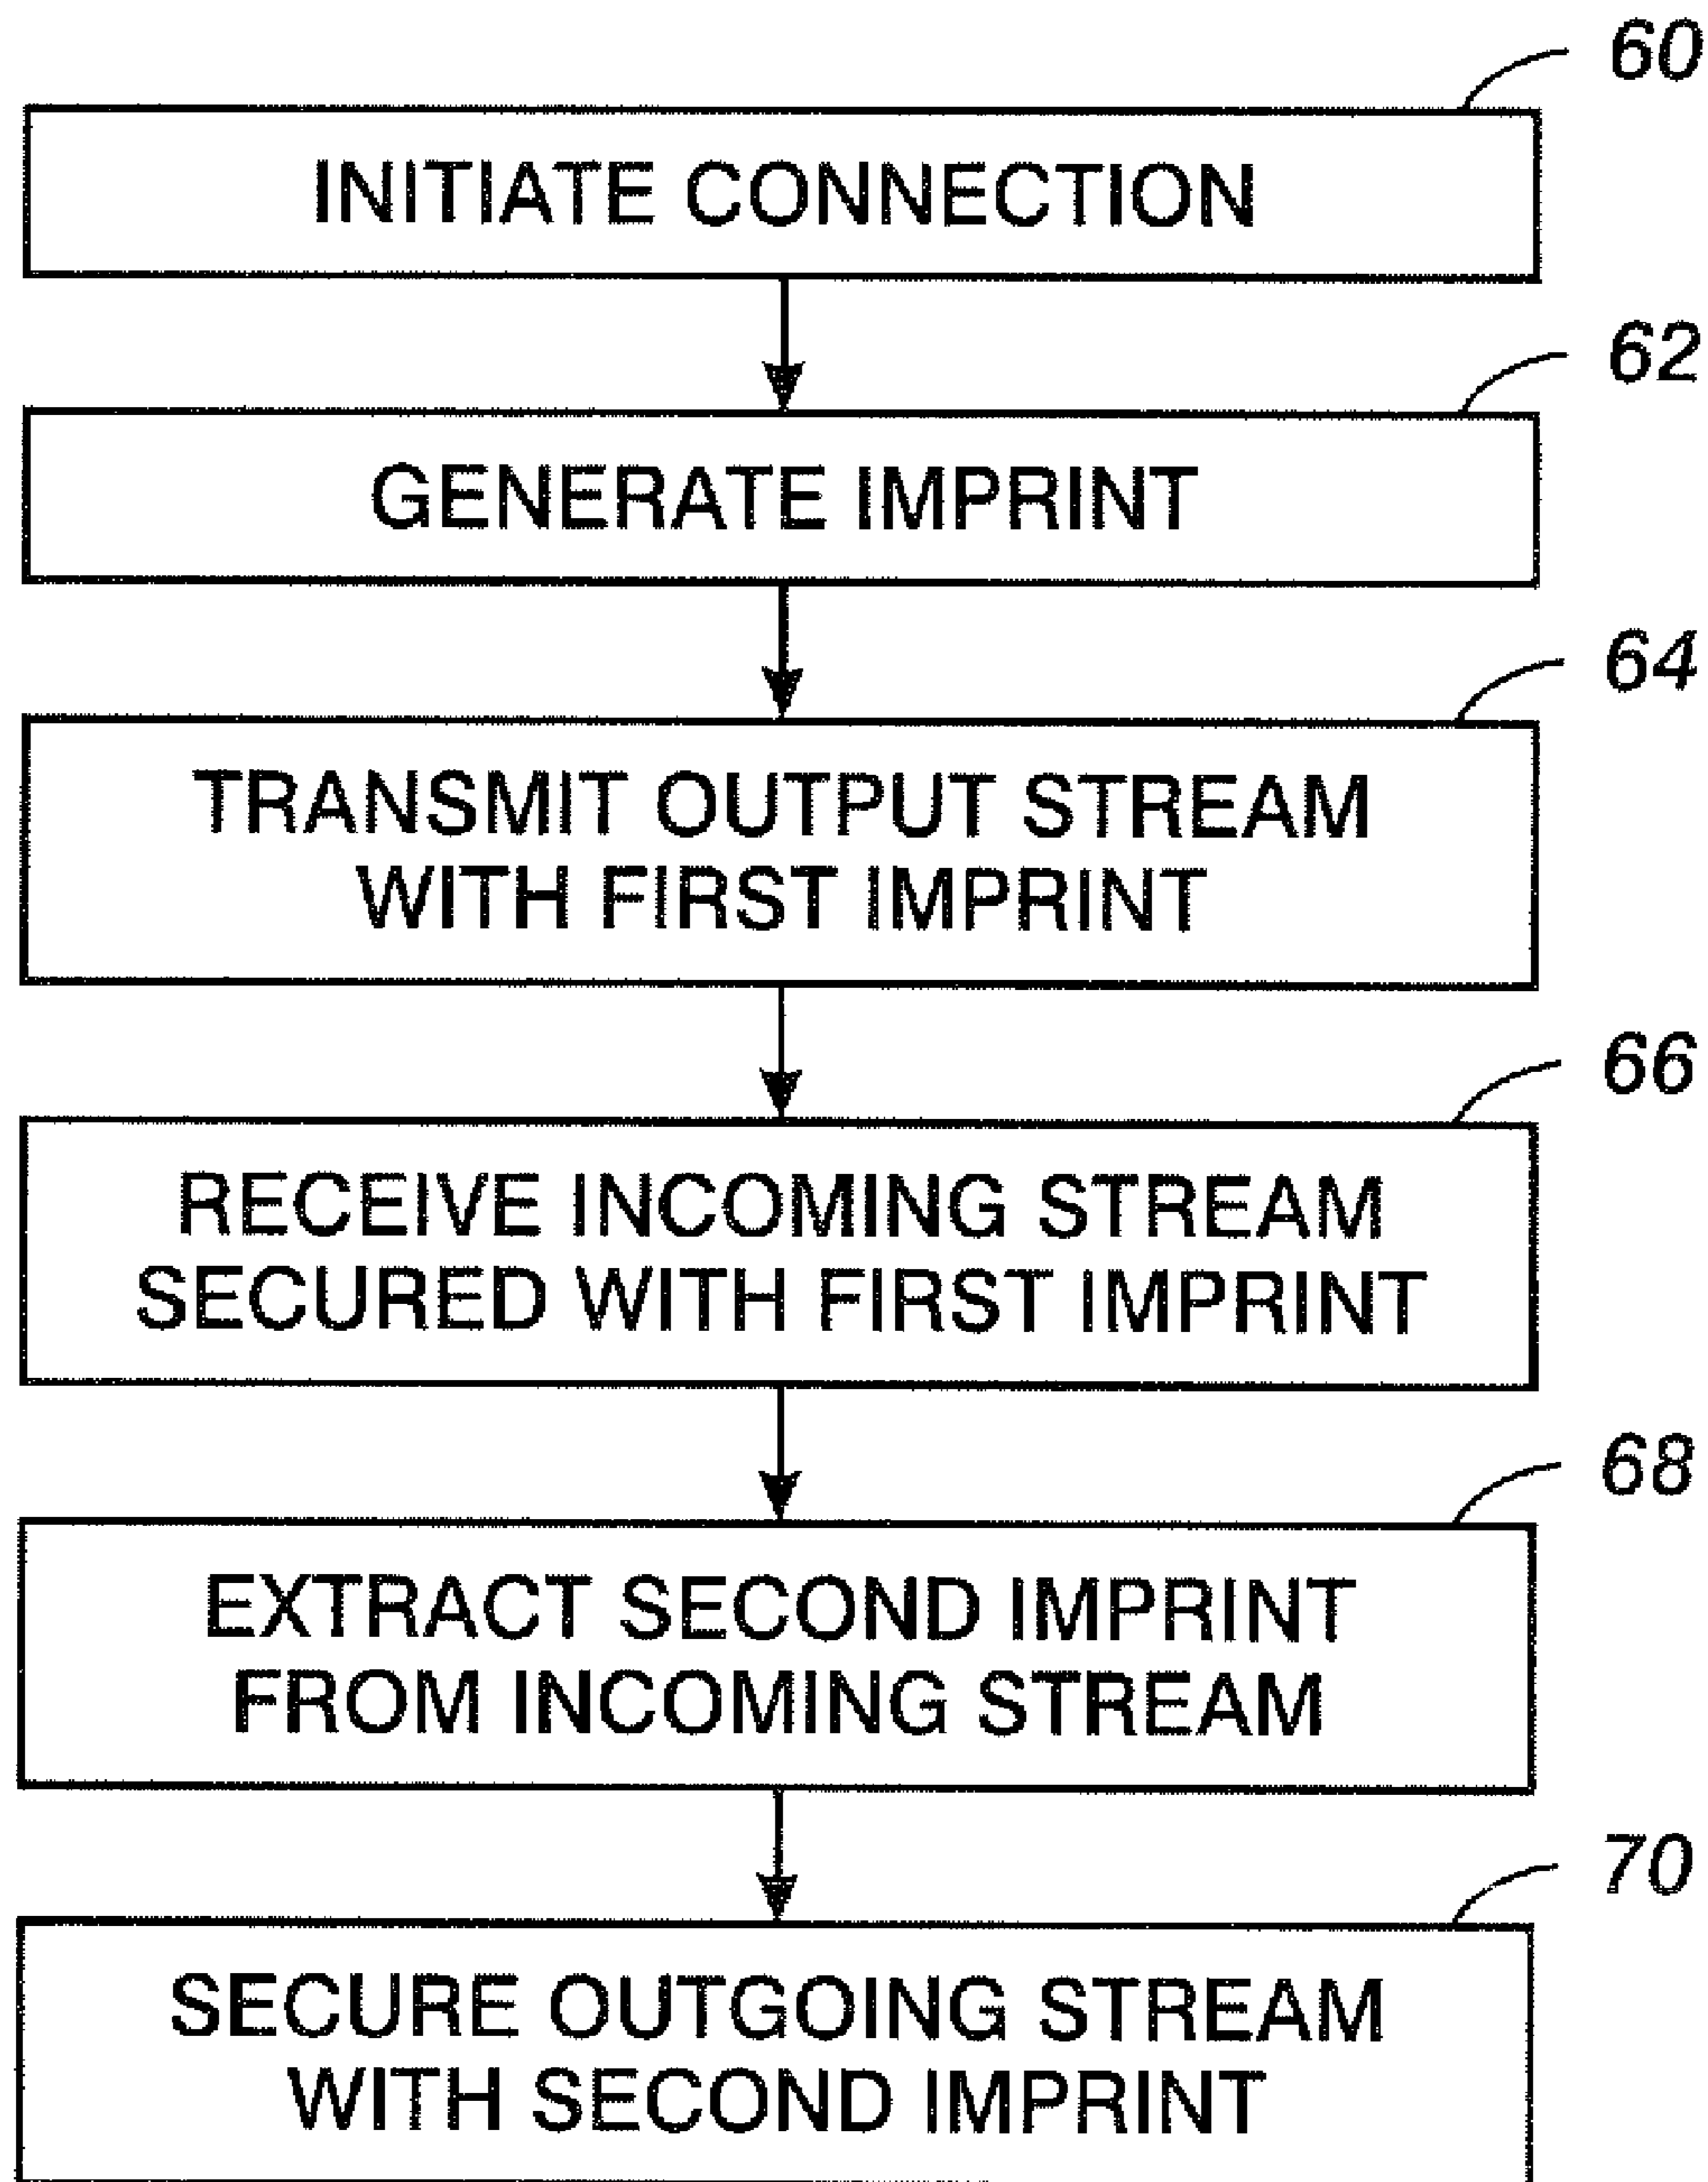 60
INITIATE CONNECTION
62
GENERATE IMPRINT
64
TRANSMIT OUTPUT STREAM
WITH FIRST IMPRINT
66
RECEIVE INCOMING STREAM
SECURED WITH FIRST IMPRINT
68
EXTRACT SECOND IMPRINT
FROM INCOMING STREAM
70
SECURE OUTGOING STREAM
WITH SECOND IMPRINT